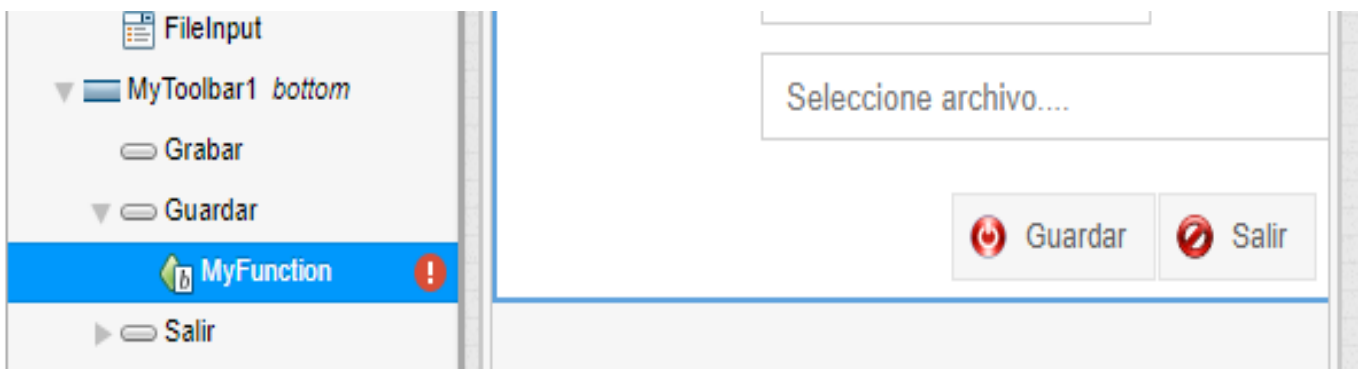 FileInput
MyToolbar1 bottom
Grabar
Guardar
b MyFunction !
Salir
Seleccione archivo....
Guardar
Salir